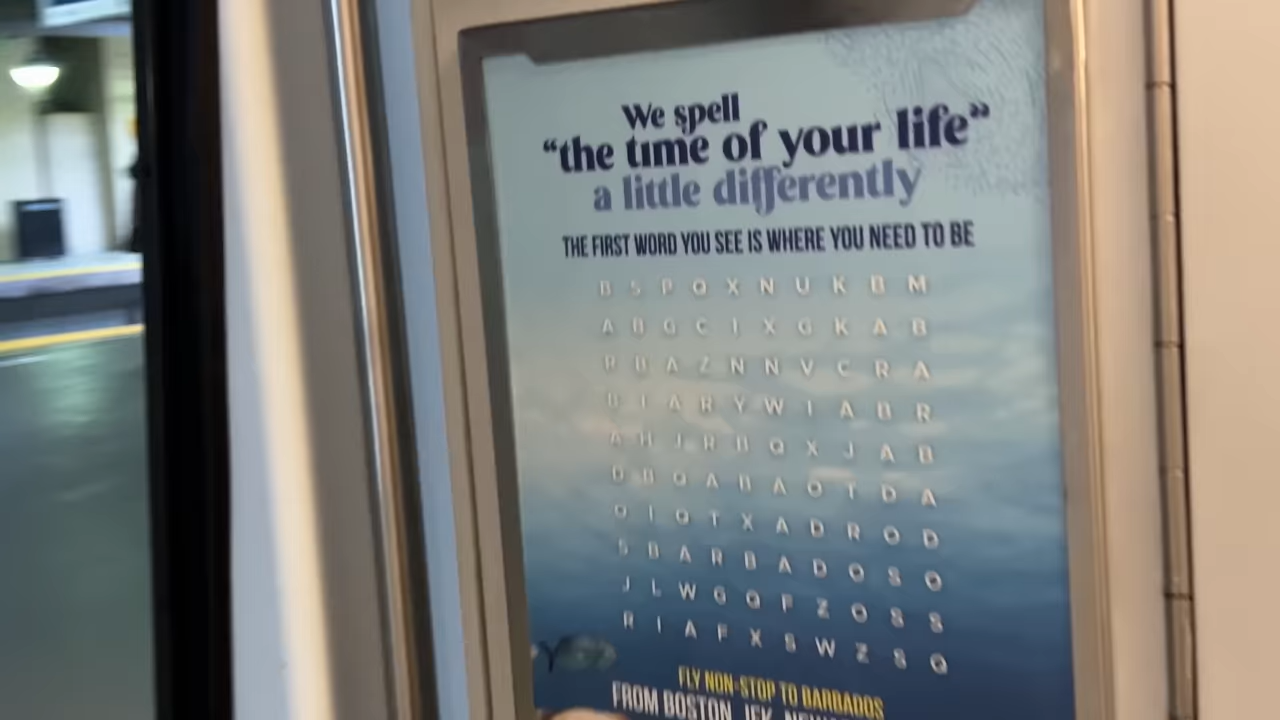 We spell
“the time of your life”
a little differently
THE FIRST WORD YOU SEE IS WHERE YOU NEED TO BE
B S P Q X N U K B M
A B G C I X G K A B
R B A Z N N V C R A
B I A R Y W I A B R
A H J R B Q X J A B
D B Q A B A O T D A
O I Q T X A D R O D
S B A R B A D O S O
J L W G Q F Z O S S
R I A F X S W Z S Q
FLY NON-STOP TO BARBADOS
FROM BOSTON, JFK,